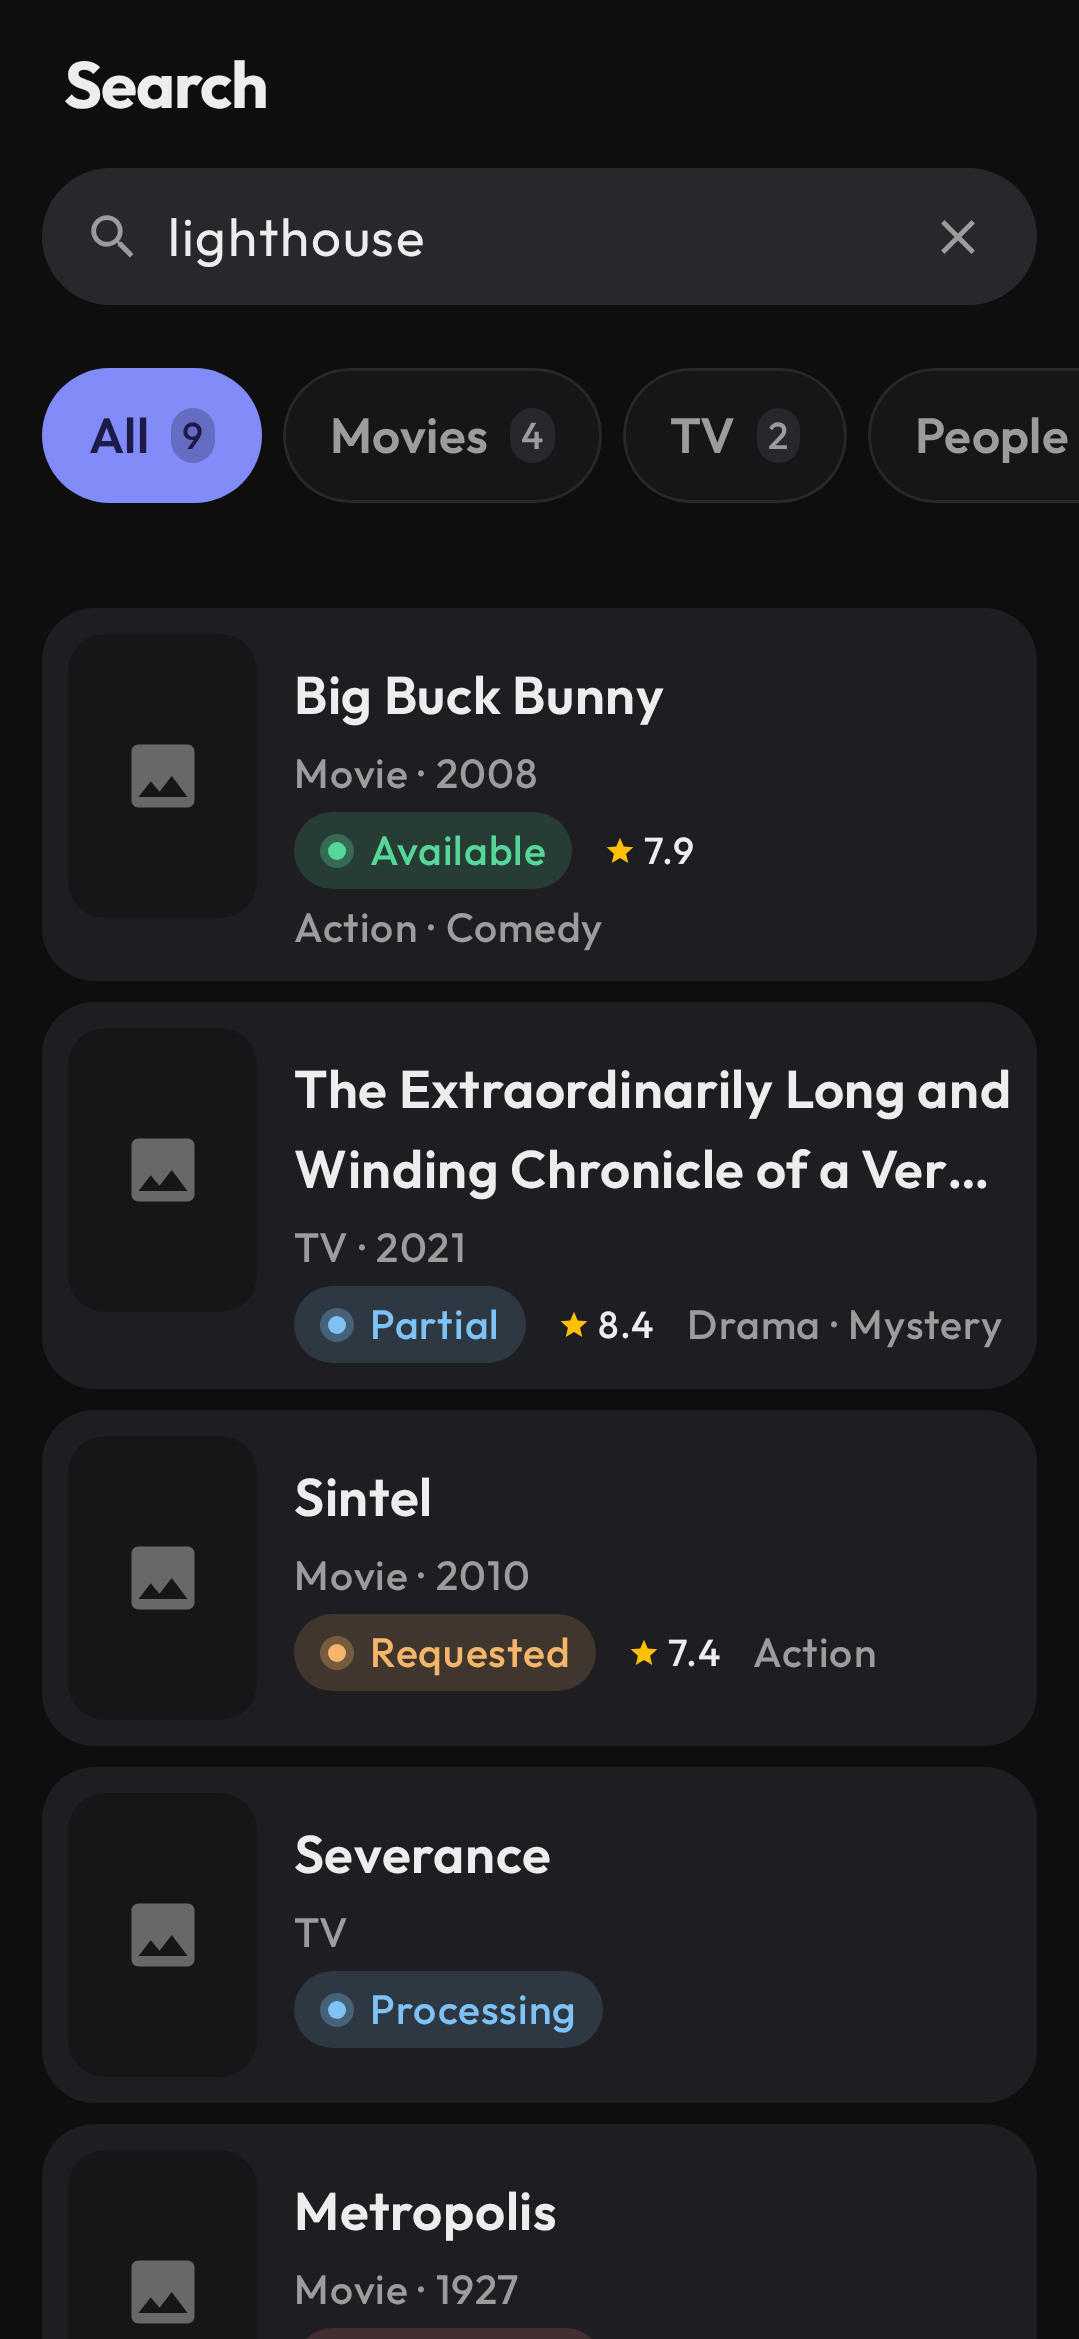 Search
lighthouse
All 9 Movies 4 TV 2 People
Big Buck Bunny
Movie · 2008
Available 7.9
Action · Comedy
The Extraordinarily Long and
Winding Chronicle of a Ver...
TV · 2021
Partial 8.4 Drama · Mystery
Sintel
Movie · 2010
Requested 7.4 Action
Severance
TV
Processing
Metropolis
Movie · 1927